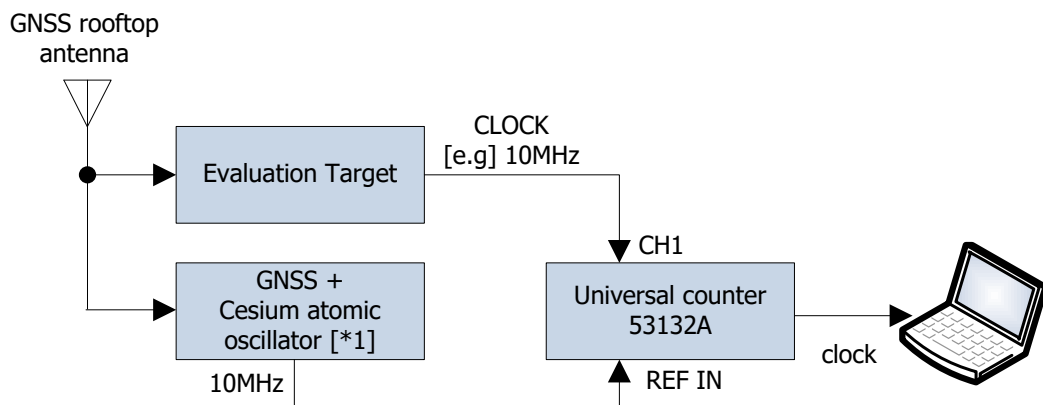 GNSS rooftop
antenna
CLOCK
[e.g] 10MHz
Evaluation Target
CH1
GNSS +
Cesium atomic
oscillator [*1]
Universal counter
53132A
clock
10MHz
REF IN